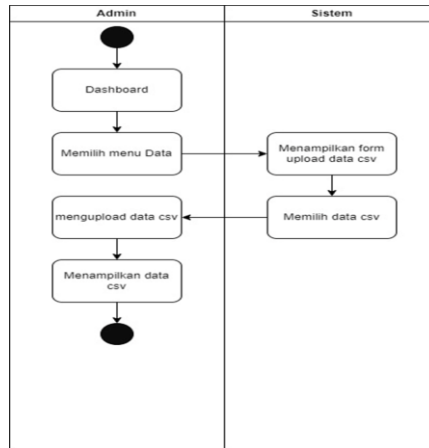 Admin
Sistem
Dashboard
Memilih menu Data
Menampilkan form
upload data csv
Memilih data csv
mengupload data csv
Menampilkan data
csv